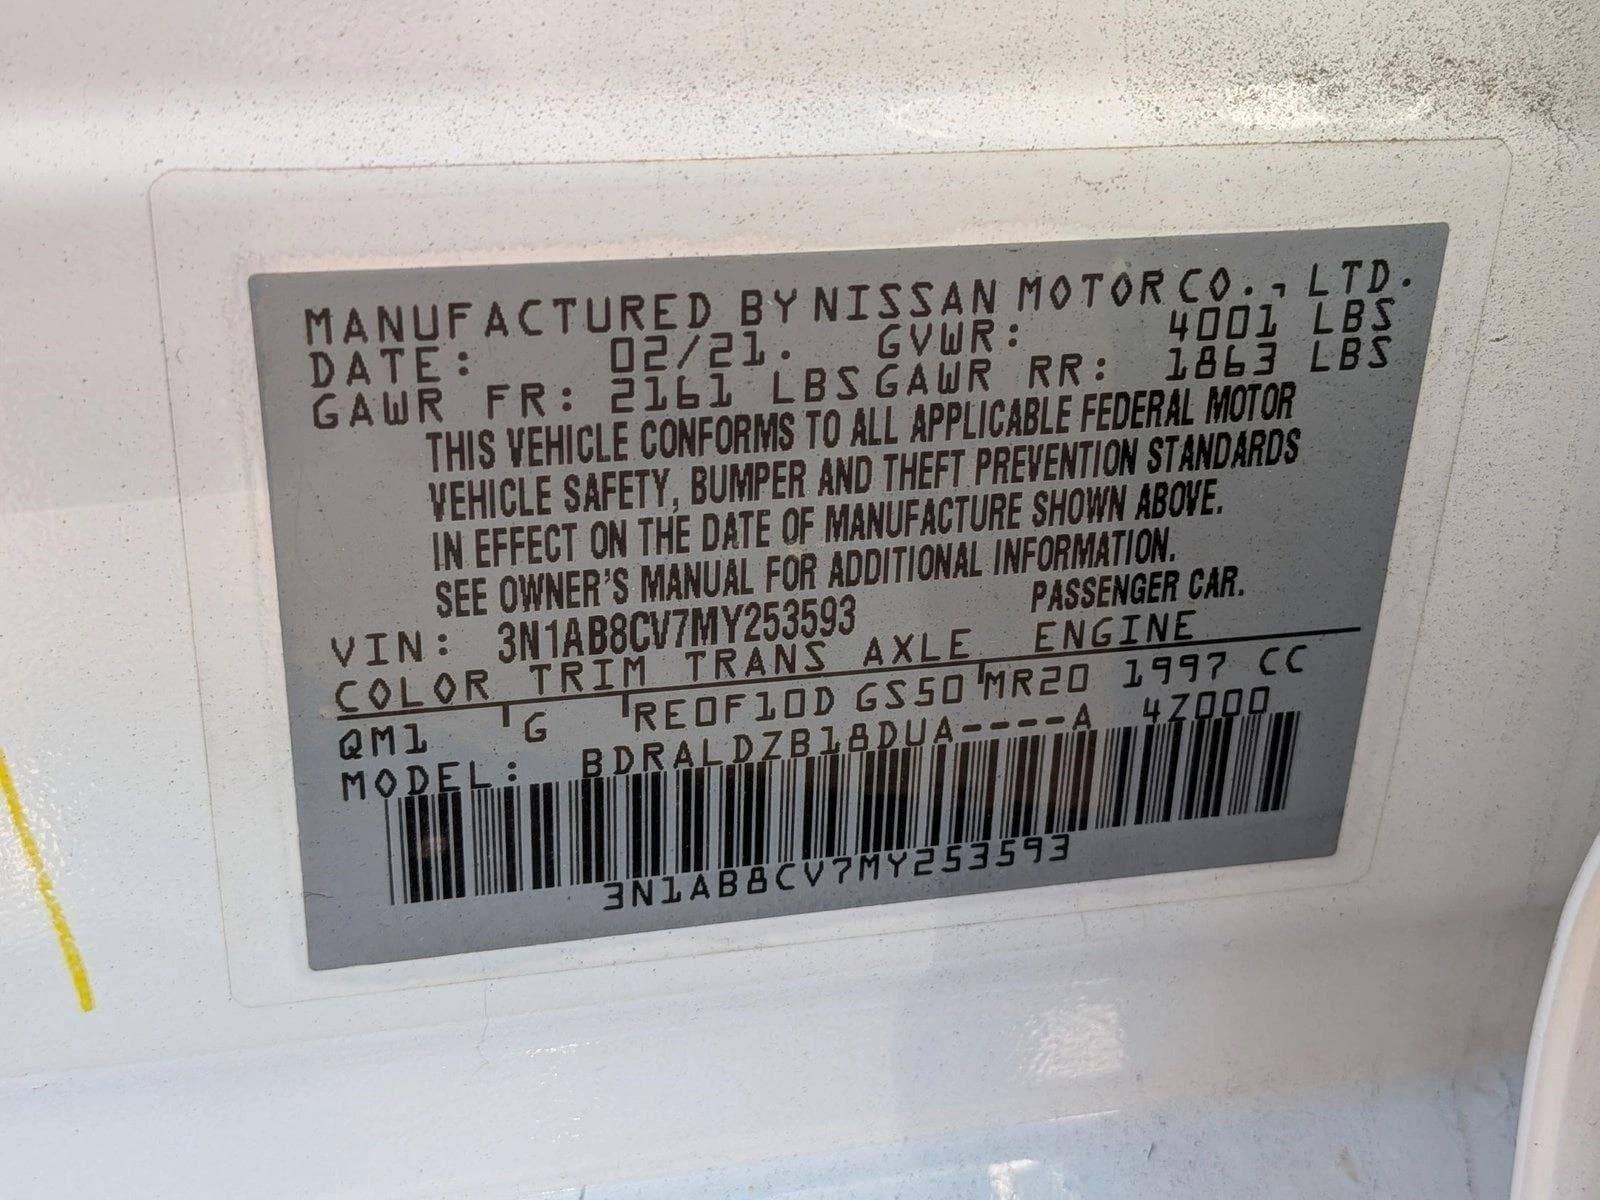 MANUFACTURED BY NISSAN MOTOR CO., LTD.
DATE: 02/21. GVWR: 4001 LBS
GAWR FR: 2161 LBS GAWR RR: 1863 LBS
THIS VEHICLE CONFORMS TO ALL APPLICABLE FEDERAL MOTOR
VEHICLE SAFETY, BUMPER AND THEFT PREVENTION STANDARDS
IN EFFECT ON THE DATE OF MANUFACTURE SHOWN ABOVE.
SEE OWNER'S MANUAL FOR ADDITIONAL INFORMATION.
VIN: 3N1AB8CV7MY253593 PASSENGER CAR.
COLOR TRIM TRANS AXLE ENGINE
QM1 G RE0F10D GS50 MR20 1997 CC
MODEL: BDRALDZB18DUA----A 4Z000
3N1AB8CV7MY253593